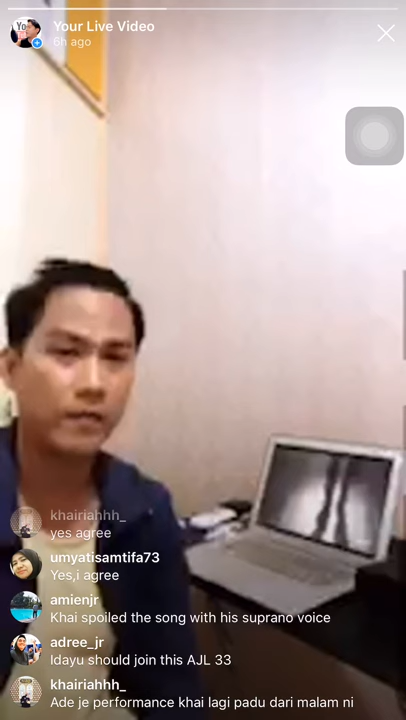 Yo
Your Live Video
6h ago
khairiahhh_
yes agree
umyatisamtifa73
Yes,i agree
amienjr
Khai spoiled the song with his suprano voice
adree_jr
Idayu should join this AJL 33
khairiahhh_
Ade je performance khai lagi padu dari malam ni